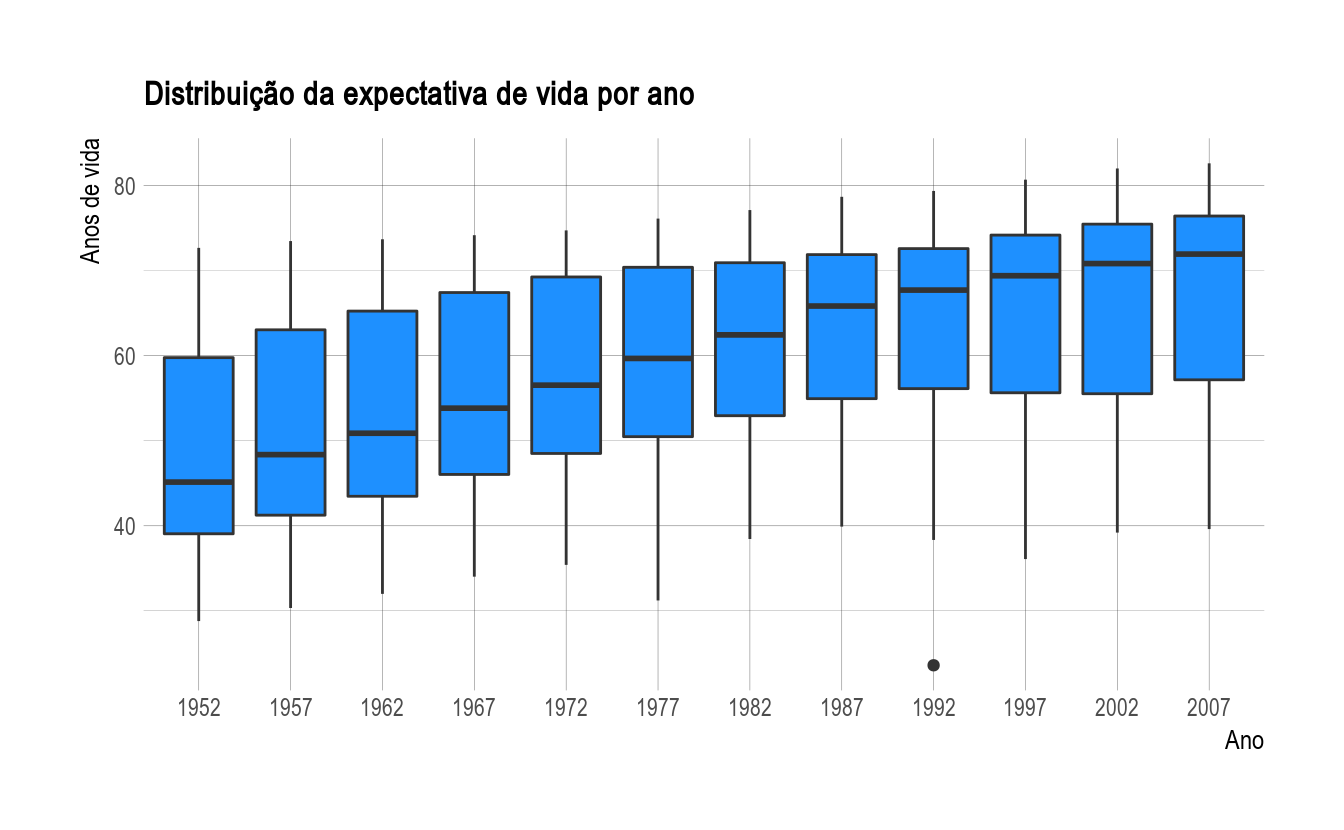 Distribuição da expectativa de vida por ano
Anos de vida
80
60
40
1952 1957 1962 1967 1972 1977 1982 1987 1992 1997 2002 2007
Ano